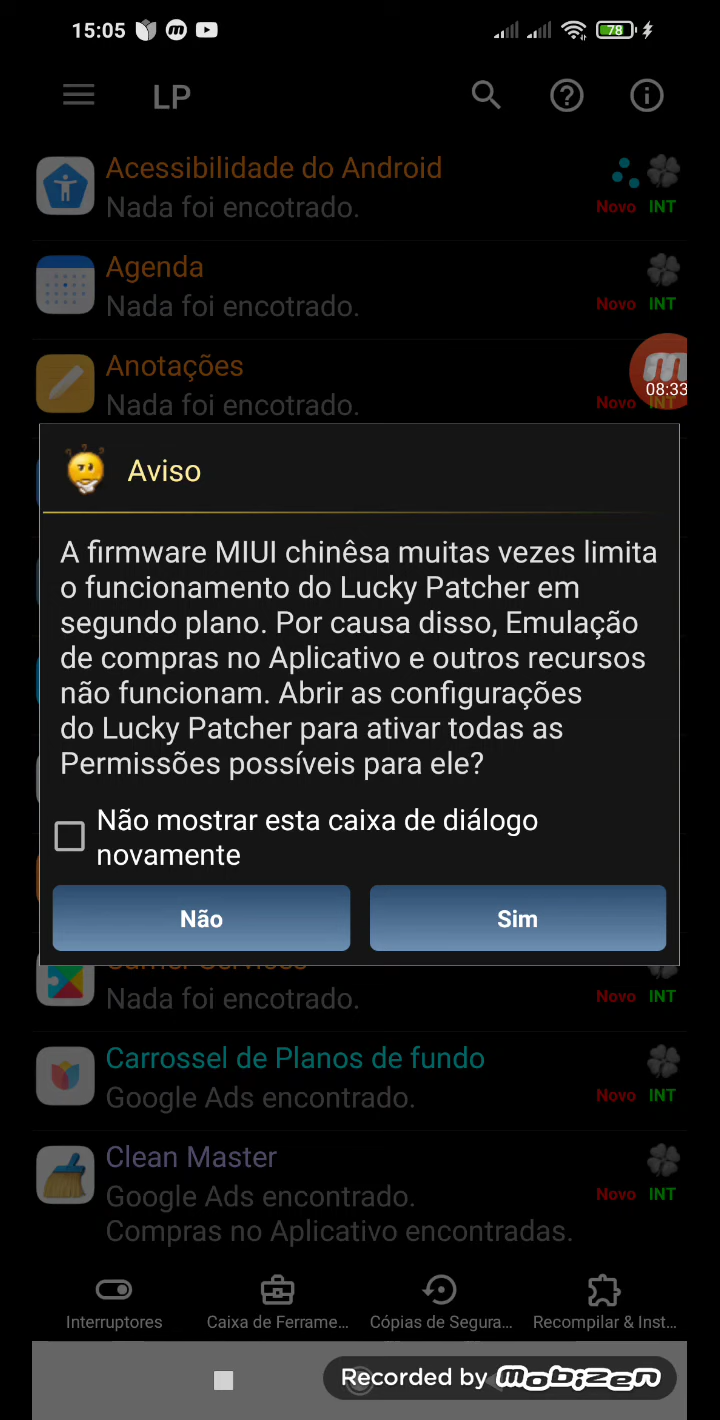 15:05
78
LP
Acessibilidade do Android
Nada foi encotrado.
Novo INT
Agenda
Nada foi encotrado.
Novo INT
Anotações
Nada foi encotrado.
Novo INT
08:33
Aviso
A firmware MIUI chinêsa muitas vezes limita
o funcionamento do Lucky Patcher em
segundo plano. Por causa disso, Emulação
de compras no Aplicativo e outros recursos
não funcionam. Abrir as configurações
do Lucky Patcher para ativar todas as
Permissões possíveis para ele?
Não mostrar esta caixa de diálogo
novamente
Não
Sim
Nada foi encotrado.
Novo INT
Carrossel de Planos de fundo
Google Ads encontrado.
Novo INT
Clean Master
Google Ads encontrado.
Compras no Aplicativo encontradas.
Novo INT
Interruptores
Caixa de Ferrame...
Cópias de Segura...
Recompilar & Inst...
Recorded by mobizen